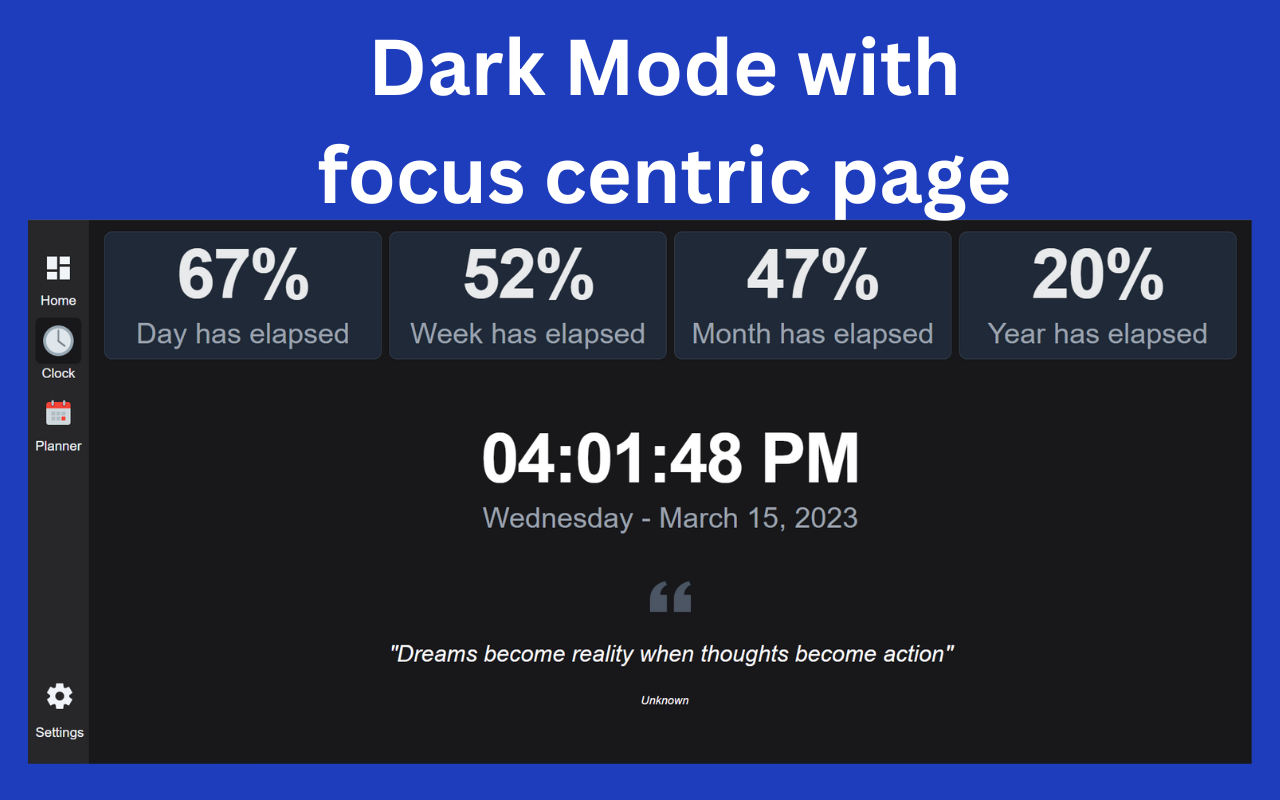 Dark Mode with
focus centric page
Home
Clock
Planner
Settings
67%
Day has elapsed
52%
Week has elapsed
47%
Month has elapsed
20%
Year has elapsed
04:01:48 PM
Wednesday - March 15, 2023
"Dreams become reality when thoughts become action"
Unknown